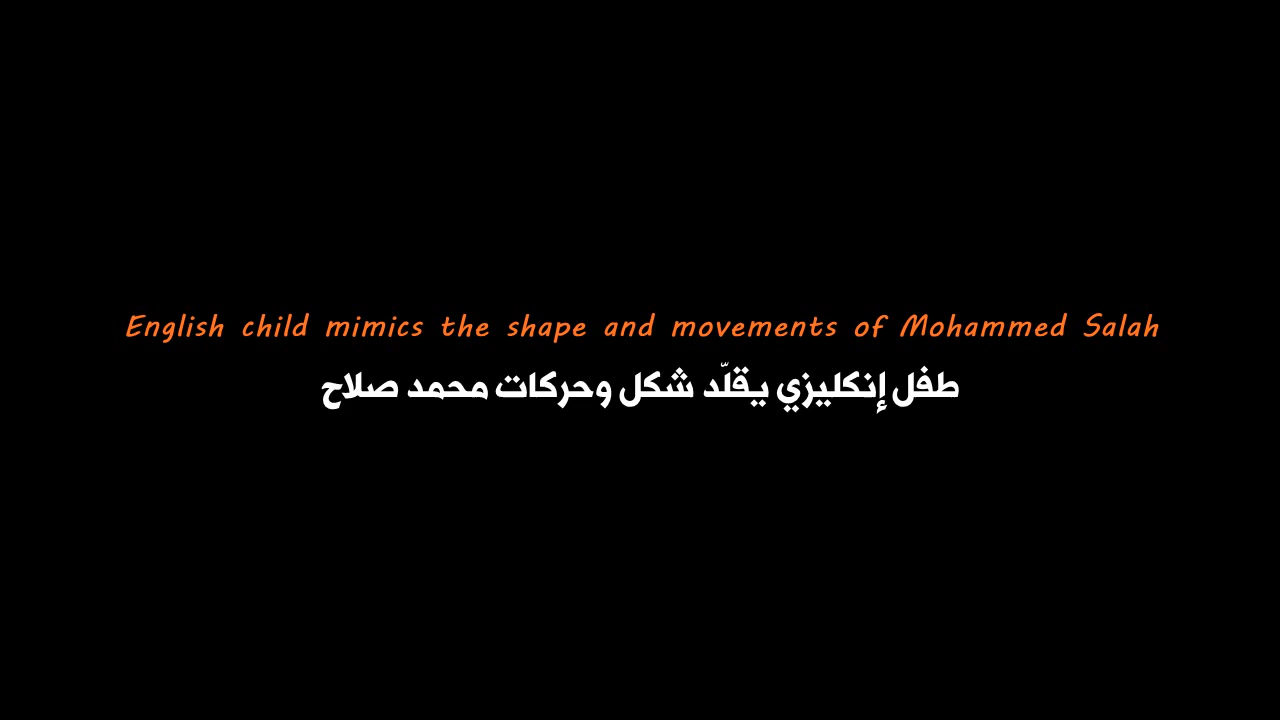 English child mimics the shape and movements of Mohammed Salah
طفل إنكليزي يقلّد شكل وحركات محمد صلاح